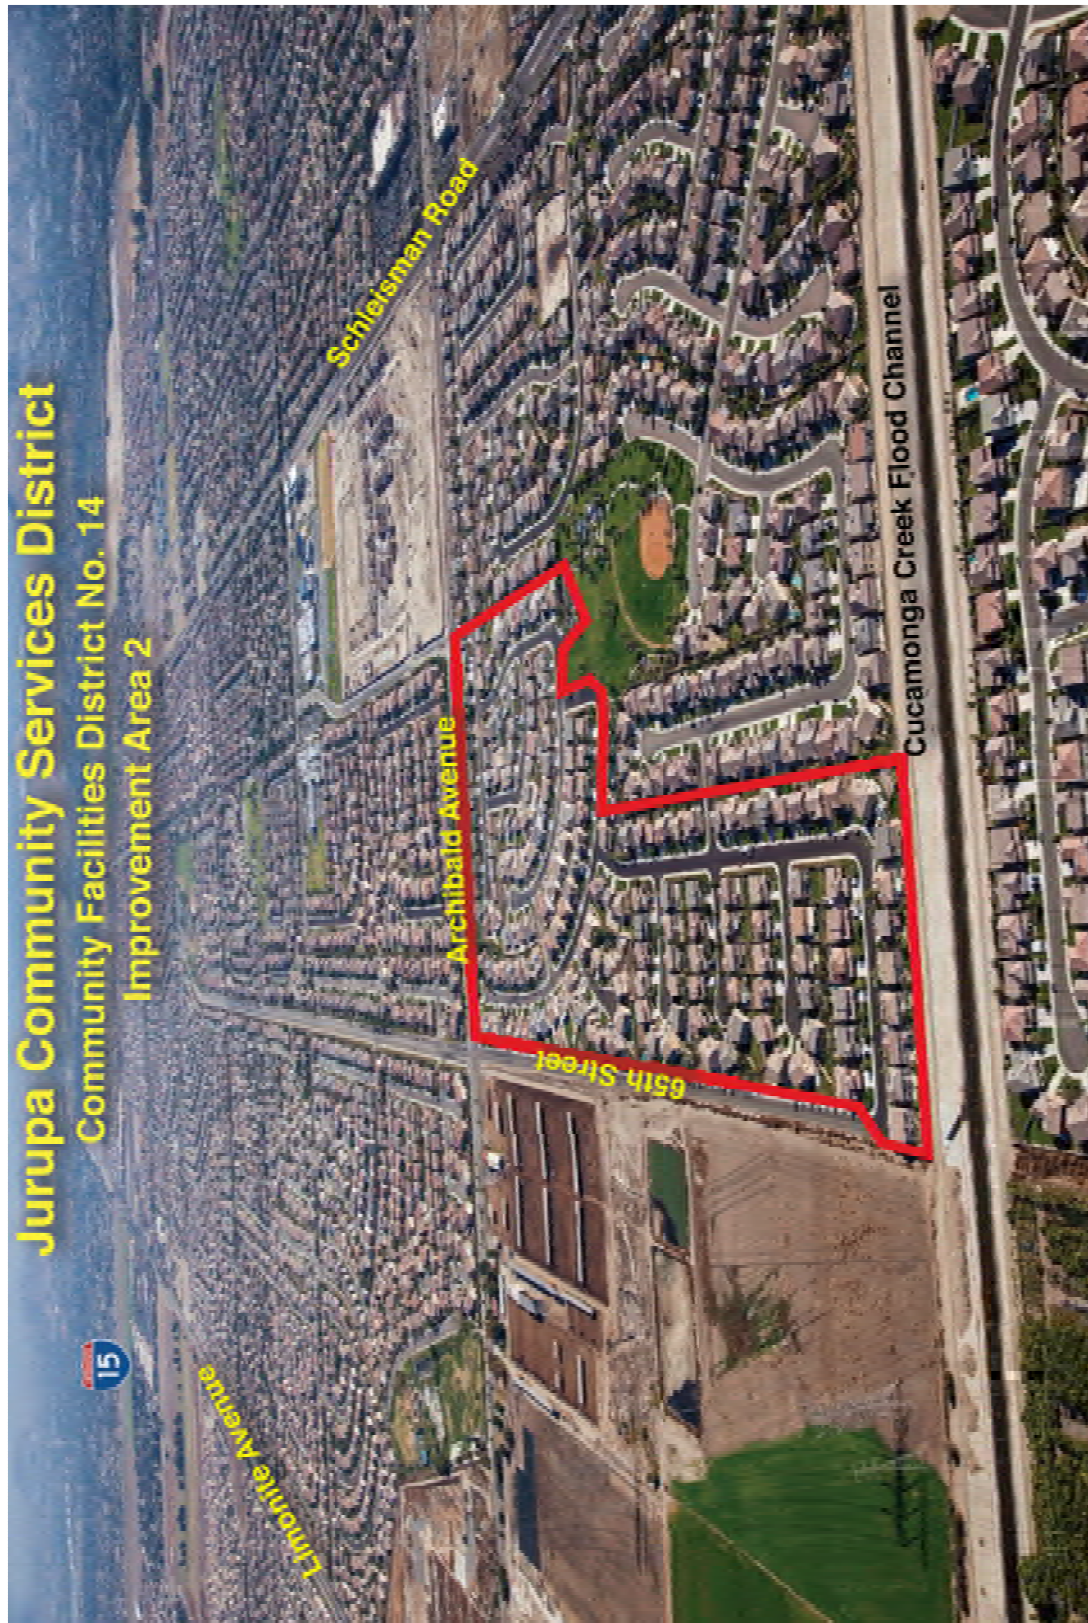 Jurupa Community Services District
Community Facilities District No. 14
Improvement Area 2
15
Limonite Avenue
Schleisman Road
Archibald Avenue
65th Street
Cucamonga Creek Flood Channel